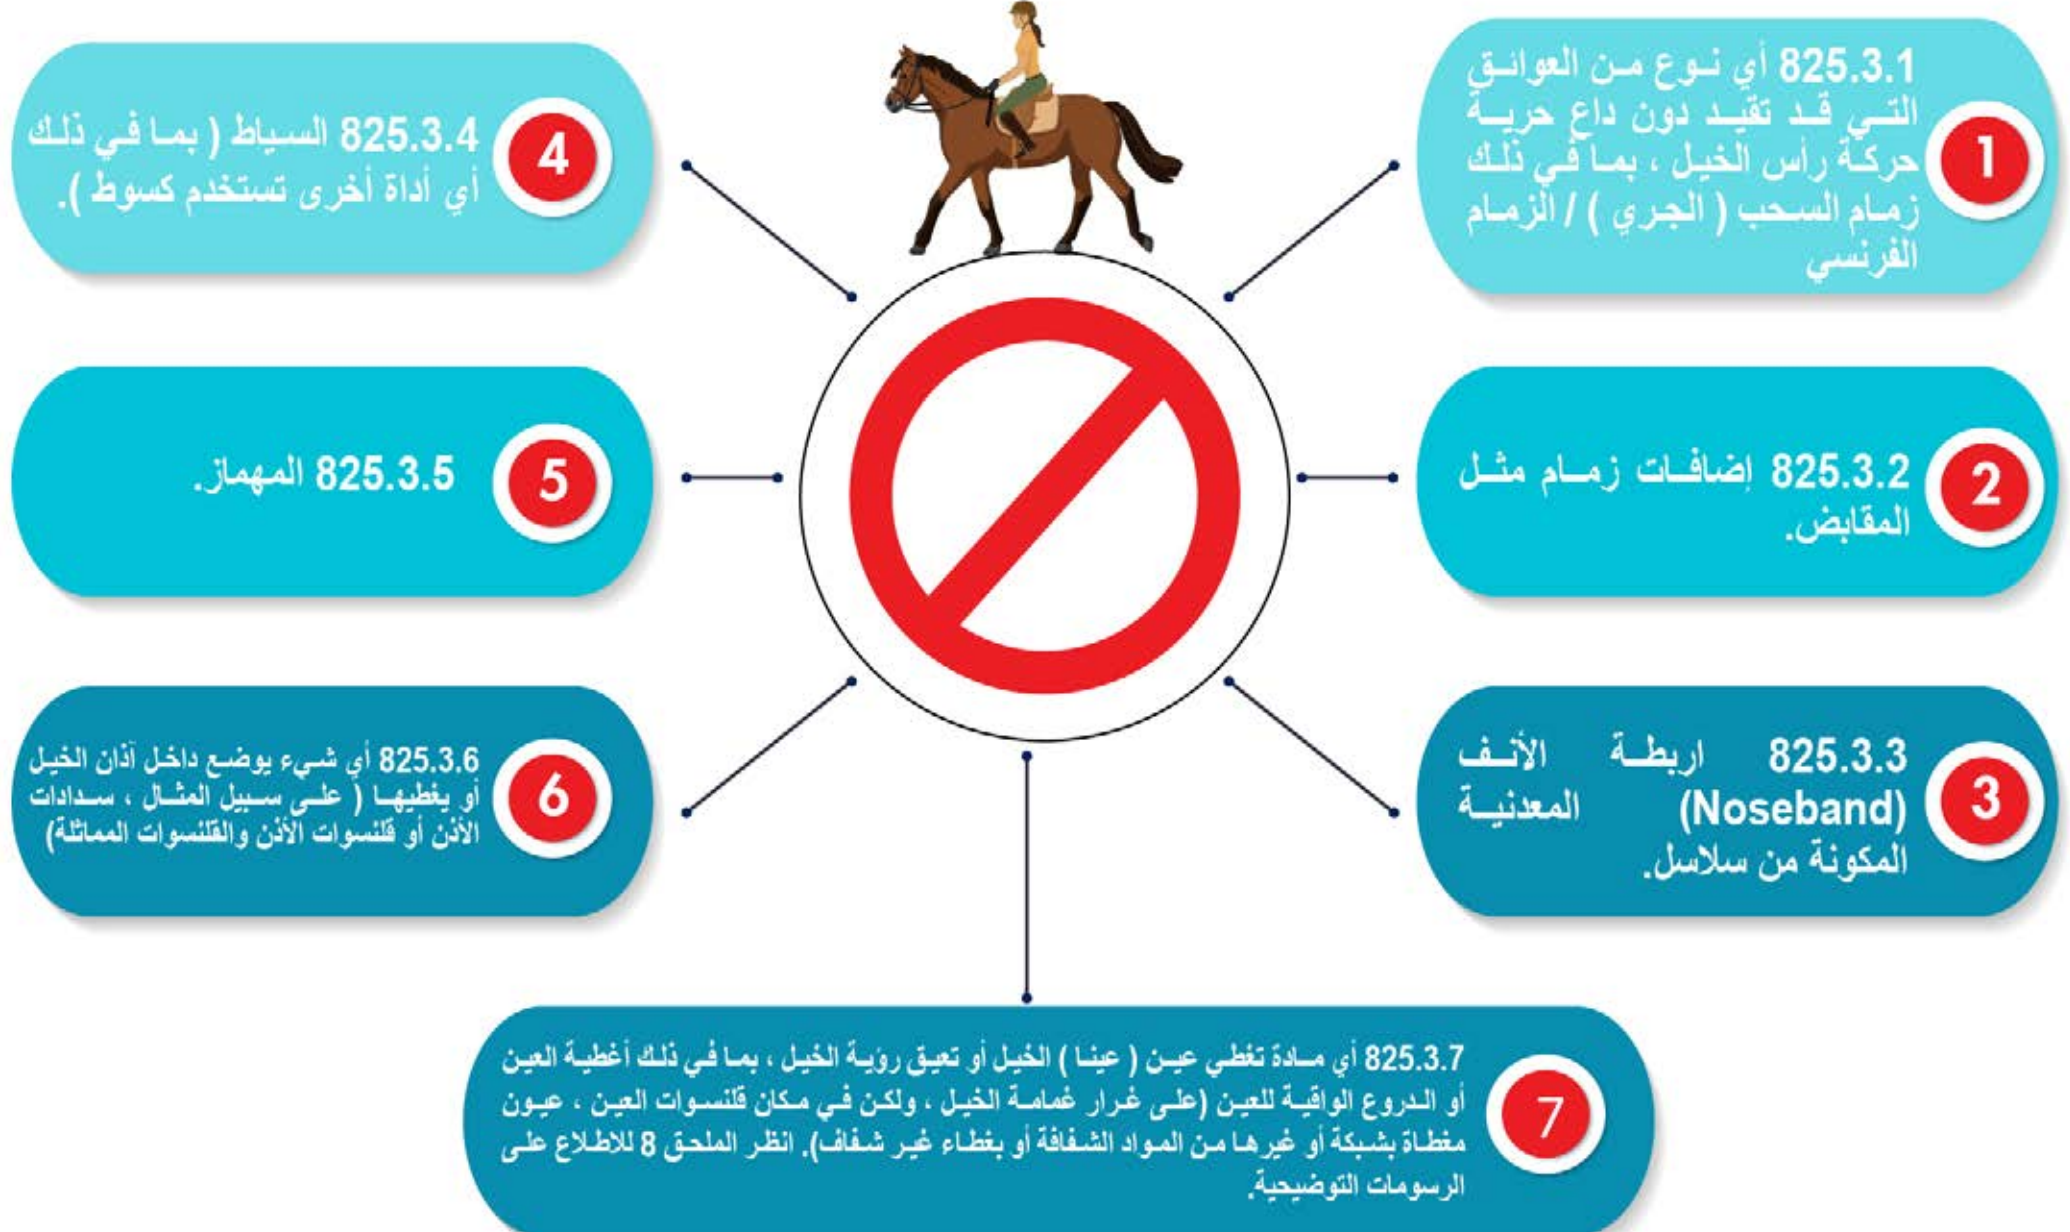 1
825.3.1 أي نوع من العوائق
التي قد تقيد دون داع حرية
حركة رأس الخيل ، بما في ذلك
زمام السحب ( الجري ) / الزمام
الفرنسي
2
825.3.2 إضافات زمام مثل
المقابض.
3
825.3.3 اربطة الأنف
(Noseband) المعدنية
المكونة من سلاسل.
4
825.3.4 السياط ( بما في ذلك
أي أداة أخرى تستخدم كسوط ).
5
825.3.5 المهماز.
6
825.3.6 أي شيء يوضع داخل آذان الخيل
أو يغطيها ( على سبيل المثال ، سدادات
الأذن أو قلنسوات الأذن والقلنسوات المماثلة)
7
825.3.7 أي مادة تغطي عين ( عينا ) الخيل أو تعيق رؤية الخيل ، بما في ذلك أغطية العين
أو الدروع الواقية للعين (على غرار غمامة الخيل ، ولكن في مكان قلنسوات العين ، عيون
مغطاة بشبكة أو غيرها من المواد الشفافة أو بغطاء غير شفاف). انظر الملحق 8 للاطلاع على
الرسومات التوضيحية.